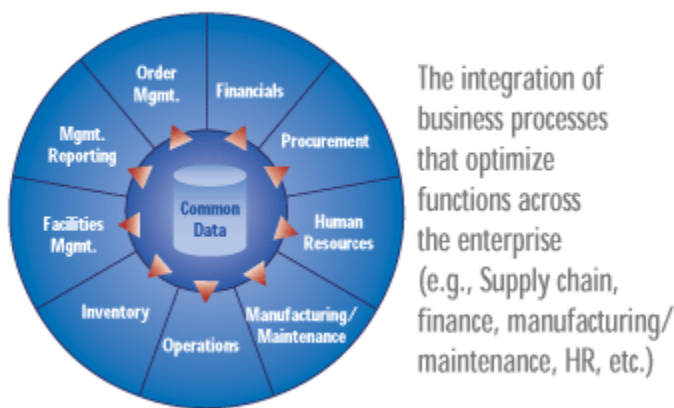 Order
Mgmt.
Financials
Procurement
Human
Resources
Manufacturing/
Maintenance
Operations
Inventory
Facilities
Mgmt.
Mgmt.
Reporting
Common
Data
The integration of
business processes
that optimize
functions across
the enterprise
(e.g., Supply chain,
finance, manufacturing/
maintenance, HR, etc.)